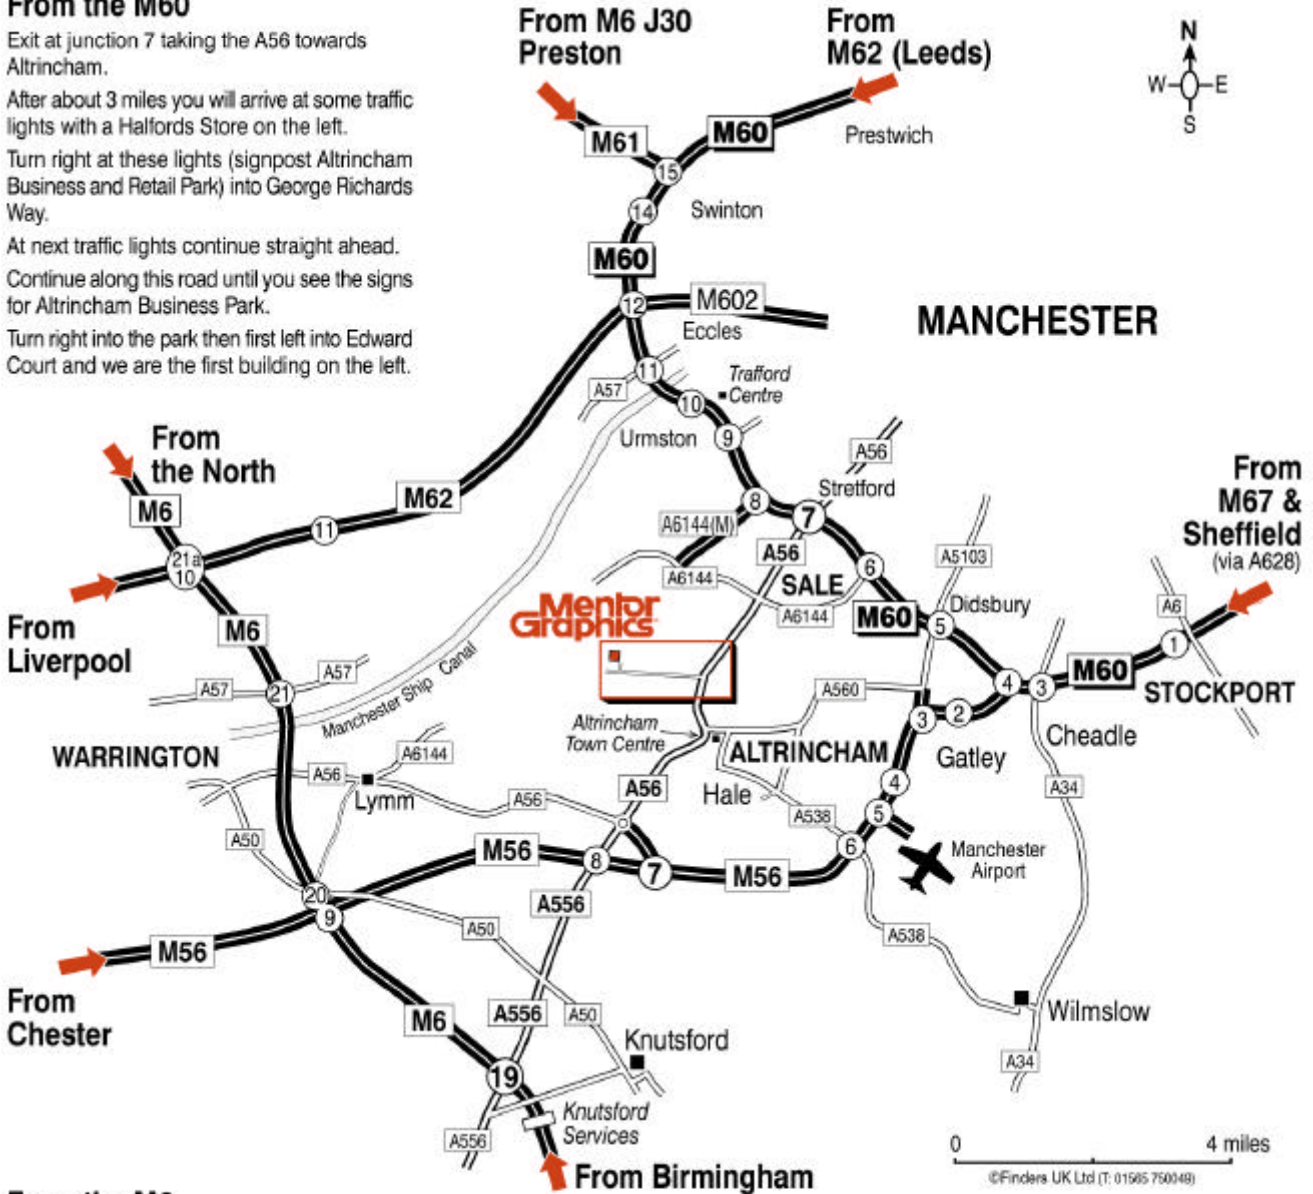 From the M60
Exit at junction 7 taking the A56 towards
Altrincham.
After about 3 miles you will arrive at some traffic
lights with a Halfords Store on the left.
Turn right at these lights (signpost Altrincham
Business and Retail Park) into George Richards
Way.
At next traffic lights continue straight ahead.
Continue along this road until you see the signs
for Altrincham Business Park.
Turn right into the park then first left into Edward
Court and we are the first building on the left.
From M6 J30
Preston
From
M62 (Leeds)
N
W E
S
M61
M60
Prestwich
15
14
Swinton
M60
12
M602
Eccles
MANCHESTER
11
A57
10
Trafford
Centre
Urmston
9
A56
Stretford
From
the North
M6
M62
11
21a
10
From
Liverpool
M6
8
7
A6144(M)
A56
A6144
SALE
A6144
6
M60
A5103
Didsbury
5
From
M67 &
Sheffield
(via A628)
A6
1
M60
4
3
STOCKPORT
Mentor
Graphics
A57
A57
21
Manchester Ship Canal
A560
3
2
Gatley
Cheadle
Altrincham
Town Centre
ALTRINCHAM
WARRINGTON
A6144
A56
Lymm
A56
A56
Hale
A538
4
5
A34
A50
M56
8
7
M56
6
Manchester
Airport
20
9
A556
A50
A538
M56
From
Chester
M6
A556
A50
Knutsford
Wilmslow
19
A34
Knutsford
Services
A556
From Birmingham
0 4 miles
©Finders UK Ltd (T: 01565 750049)